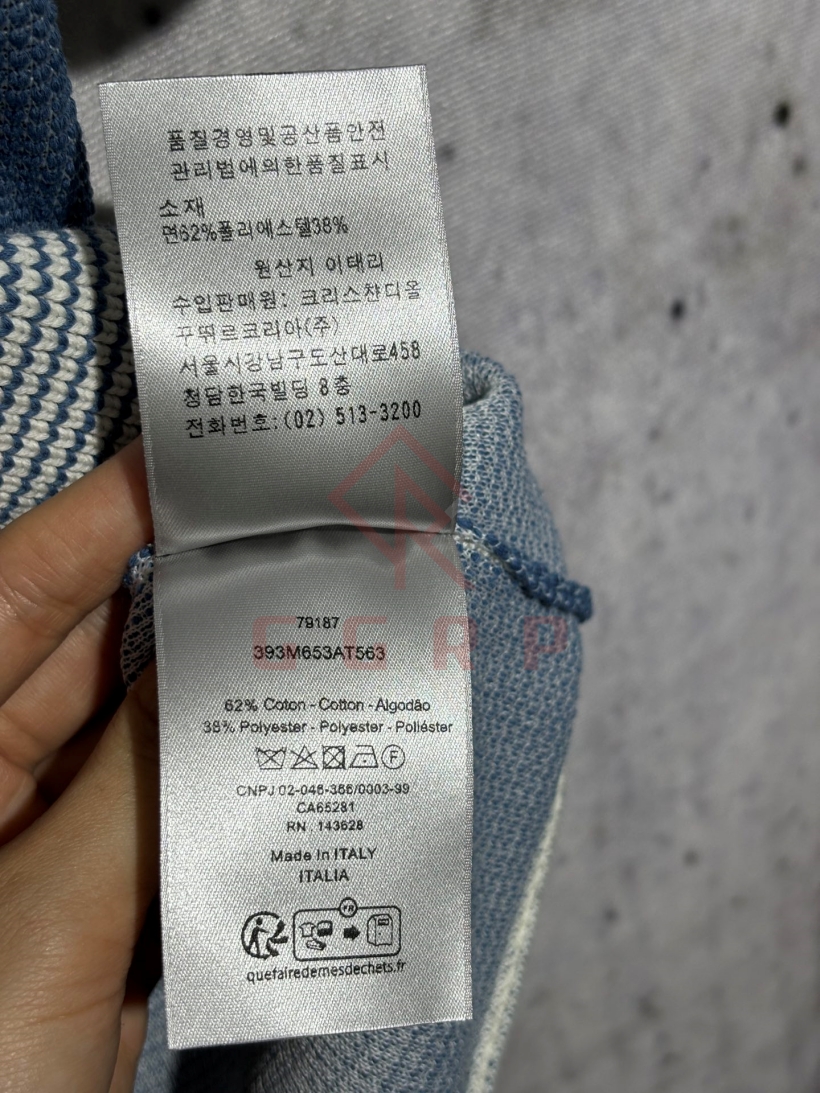 품질경영및공산품안전
관리법에의한품질표시
소재
면62%폴리에스텔38%
원산지 이태리
수입판매원: 크리스챤디올
꾸뛰르코리아(주)
서울시강남구도산대로458
청담한국빌딩 8층
전화번호:(02) 513-3200
79187
393M653AT563
GGRP
62% Coton - Cotton - Algodão
38% Polyester - Polyester - Poliéster
F
CNPJ 02-046-366/0003-99
CA65281
RN . 143628
Made In ITALY
ITALIA
FR
quefairedemesdechets.fr